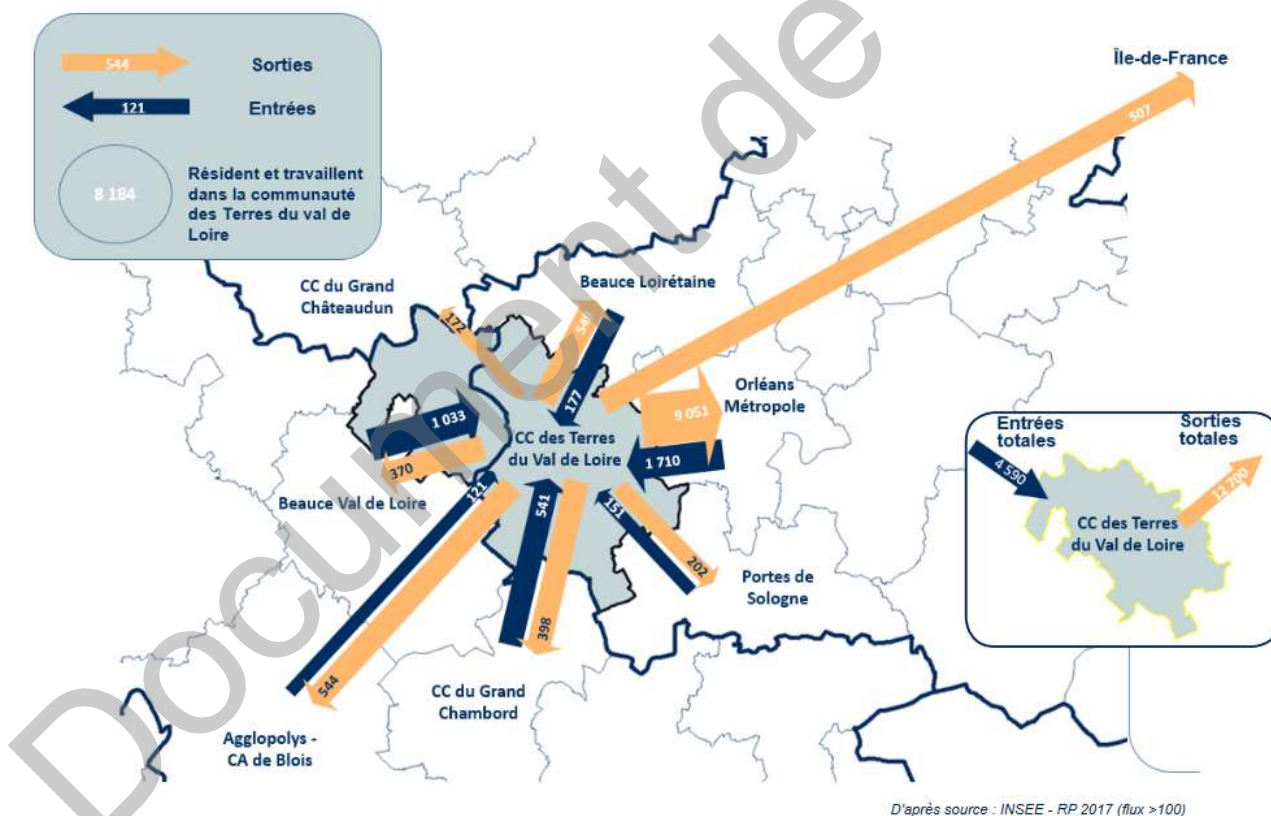 544
Sorties
121
Entrées
8 184
Résident et travaillent
dans la communauté
des Terres du val de
Loire
Île-de-France
507
CC du Grand
Châteaudun
Beauce Loirétaine
172
177
Orléans
Métropole
9 051
1 033
CC des Terres
du Val de Loire
1 710
370
Beauce Val de Loire
121
541
151
202
Portes de
Sologne
398
544
CC du Grand
Chambord
Agglopolys -
CA de Blois
Entrées
totales
Sorties
totales
4 590
12 700
CC des Terres
du Val de Loire
D'après source : INSEE - RP 2017 (flux >100)
Document de